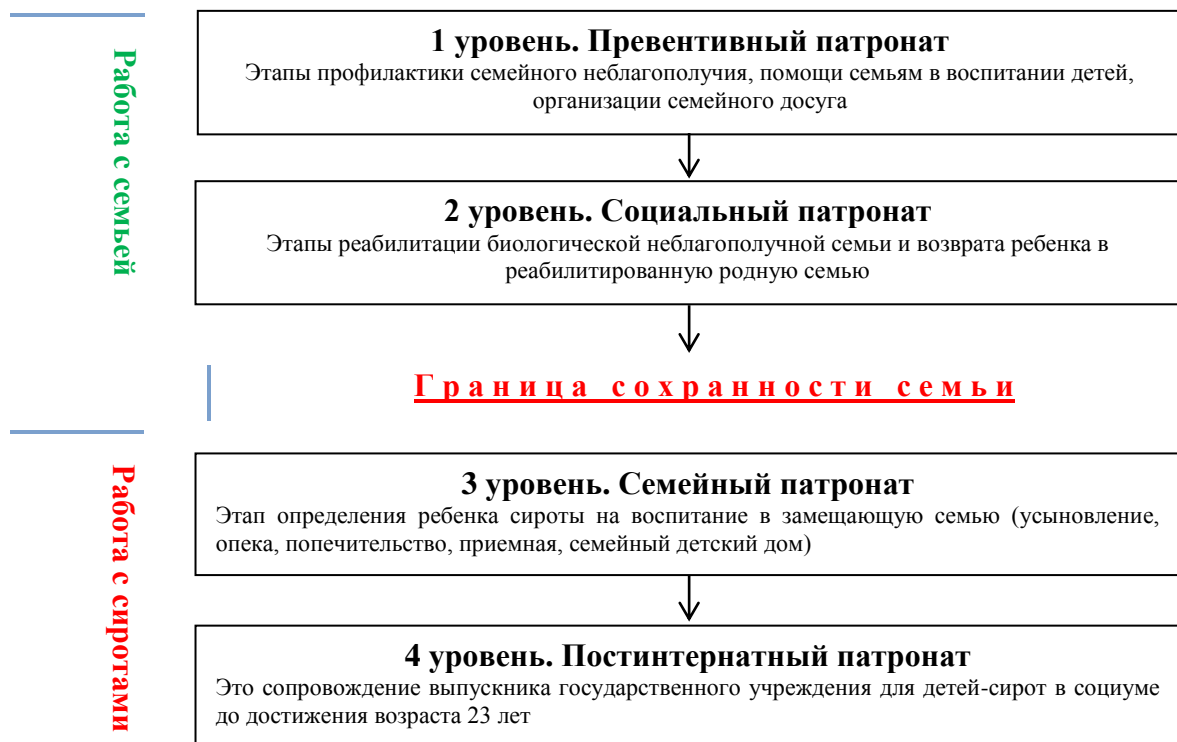 Работа с семьей
1 уровень. Превентивный патронат
Этапы профилактики семейного неблагополучия, помощи семьям в воспитании детей,
организации семейного досуга
2 уровень. Социальный патронат
Этапы реабилитации биологической неблагополучной семьи и возврата ребенка в
реабилитированную родную семью
Граница сохранности семьи
Работа с сиротами
3 уровень. Семейный патронат
Этап определения ребенка сироты на воспитание в замещающую семью (усыновление,
опека, попечительство, приемная, семейный детский дом)
4 уровень. Постинтернатный патронат
Это сопровождение выпускника государственного учреждения для детей-сирот в социуме
до достижения возраста 23 лет